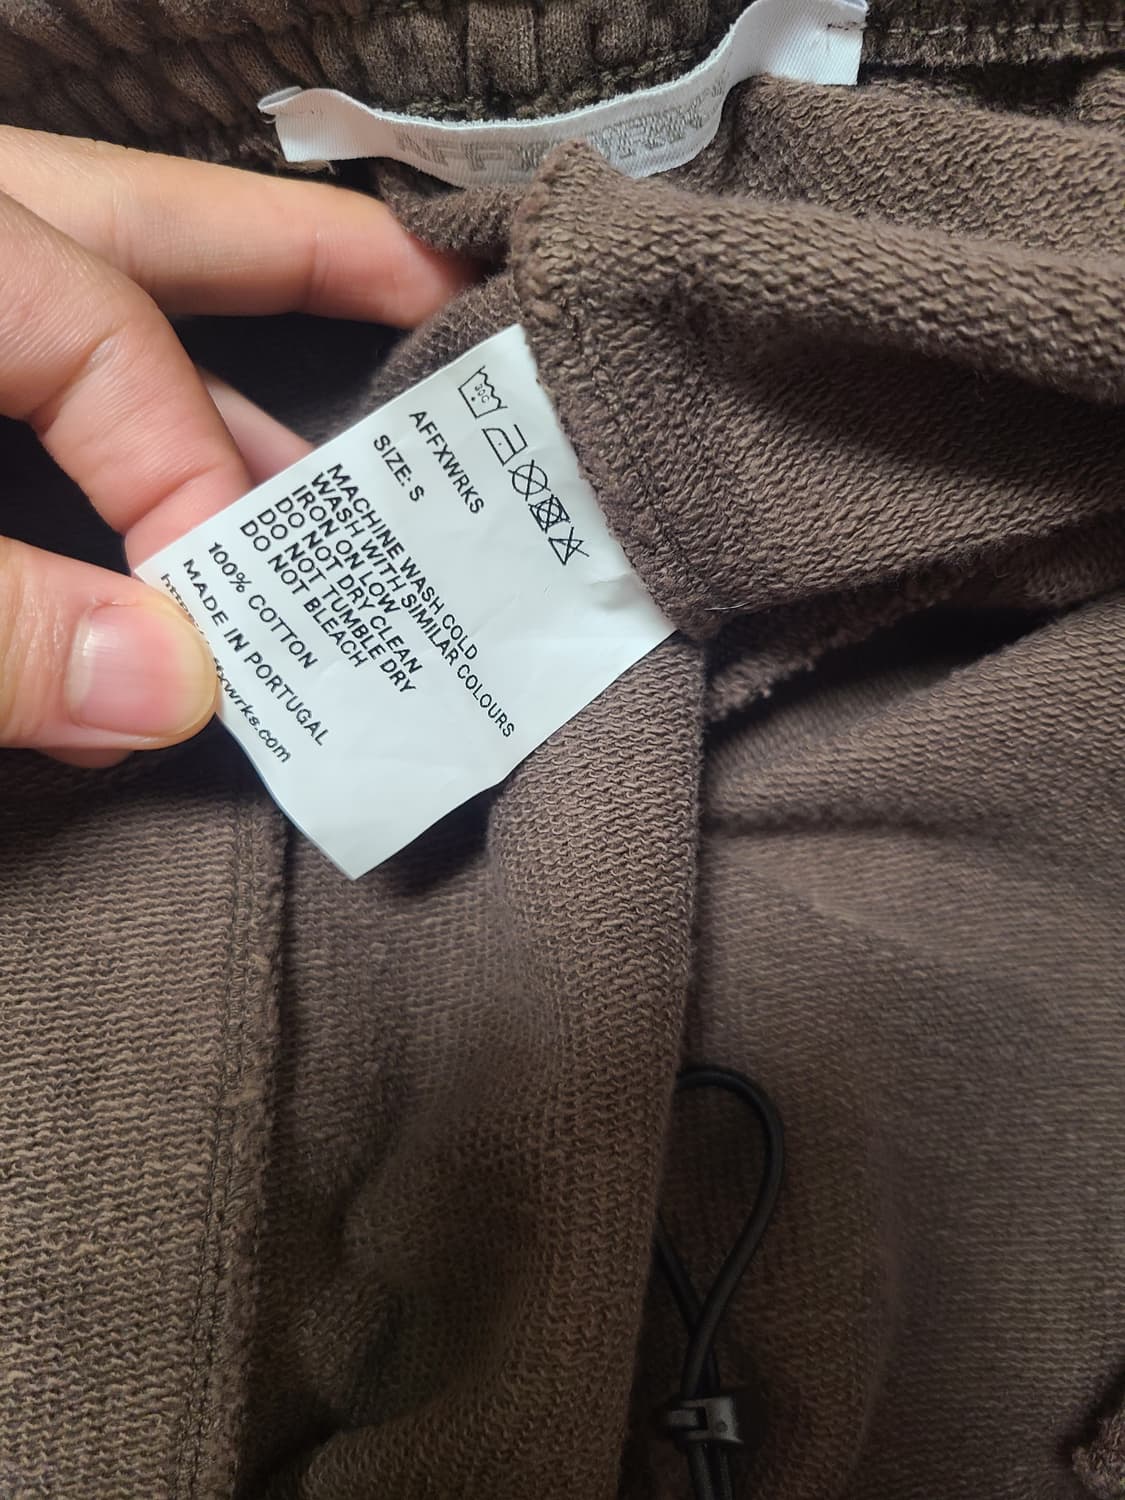 30C
AFFXWRKS
SIZE: S
MACHINE WASH COLD
WASH WITH SIMILAR COLOURS
IRON ON LOW
DO NOT DRY CLEAN
DO NOT TUMBLE DRY
DO NOT BLEACH
100% COTTON
MADE IN PORTUGAL